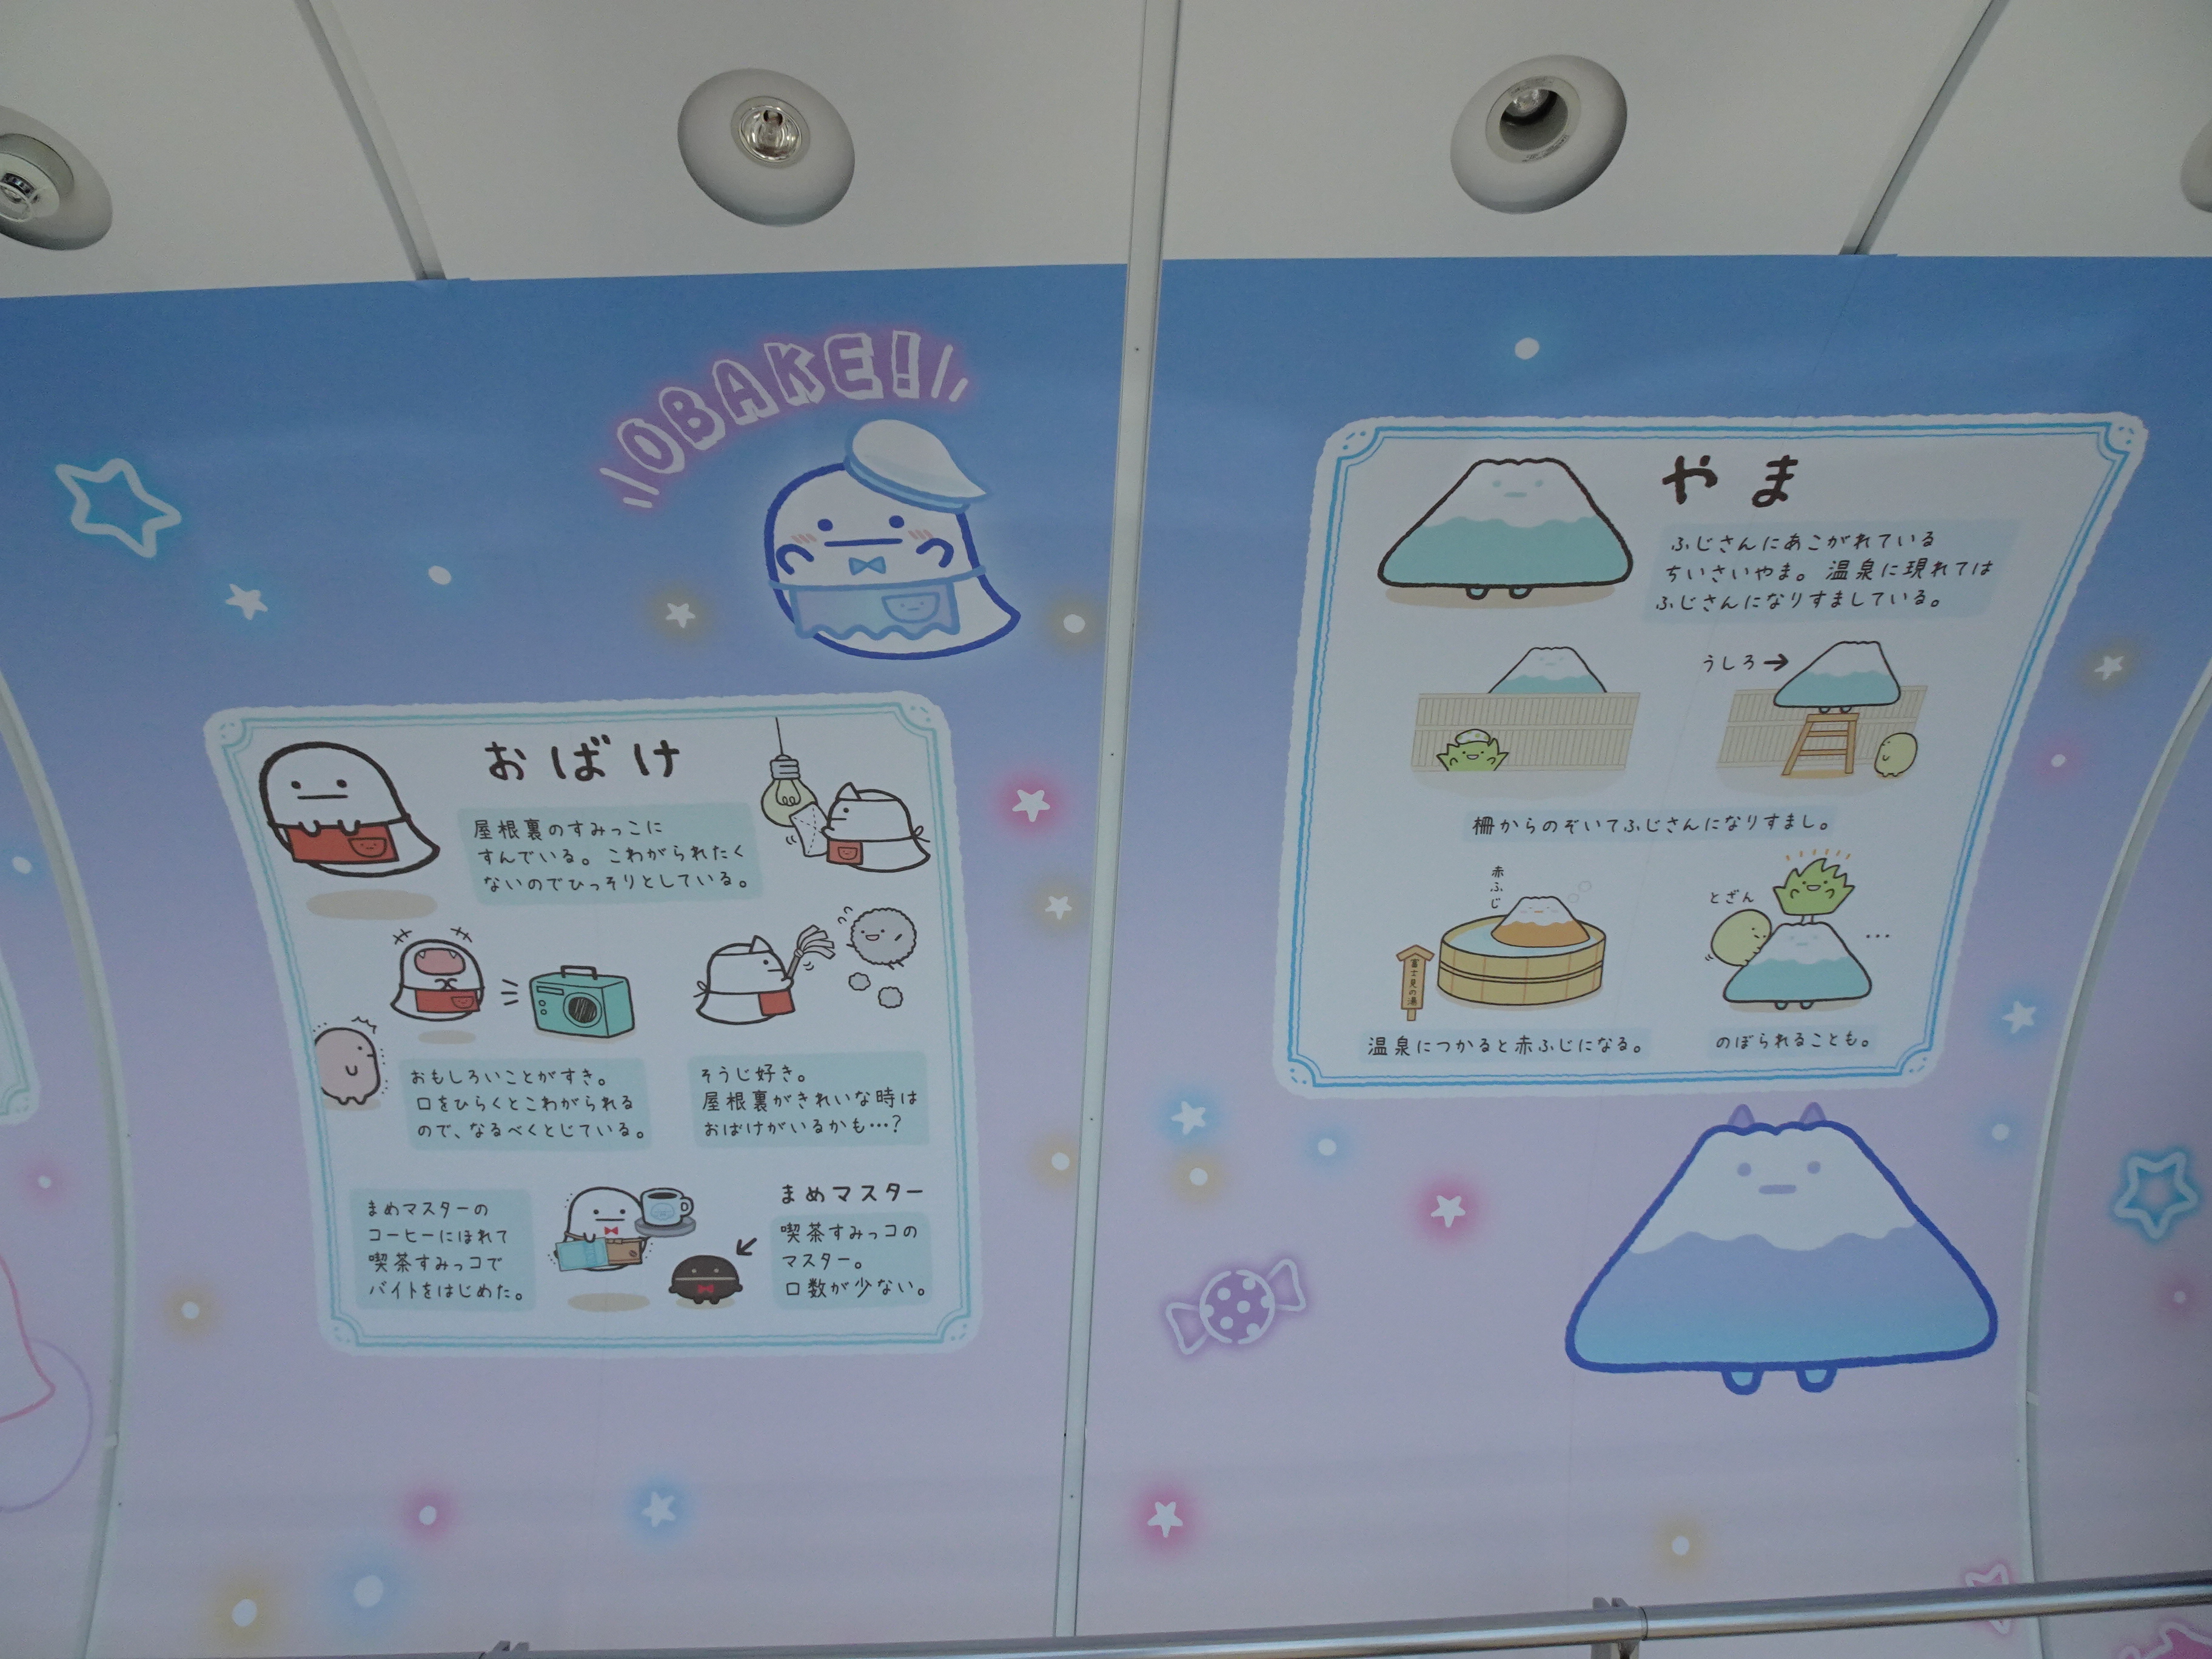 OBAKE!
おばけ
屋根裏のすみっこに
すんでいる。こわがられたく
ないのでひっそりとしている。
おもしろいことがすき。
口をひらくとこわがられる
ので、なるべくとじている。
そうじ好き。
屋根裏がきれいな時は
おばけがいるかも…?
まめマスターの
コーヒーにほれて
喫茶すみっコで
バイトをはじめた。
まめマスター
喫茶すみっコの
マスター。
口数が少ない。
やま
ふじさんにあこがれている
ちいさいやま。温泉に現れては
ふじさんになりすましている。
うしろ→
柵からのぞいてふじさんになりすまし。
赤ふじ
富士見の湯
温泉につかると赤ふじになる。
とざん
...
のぼられることも。